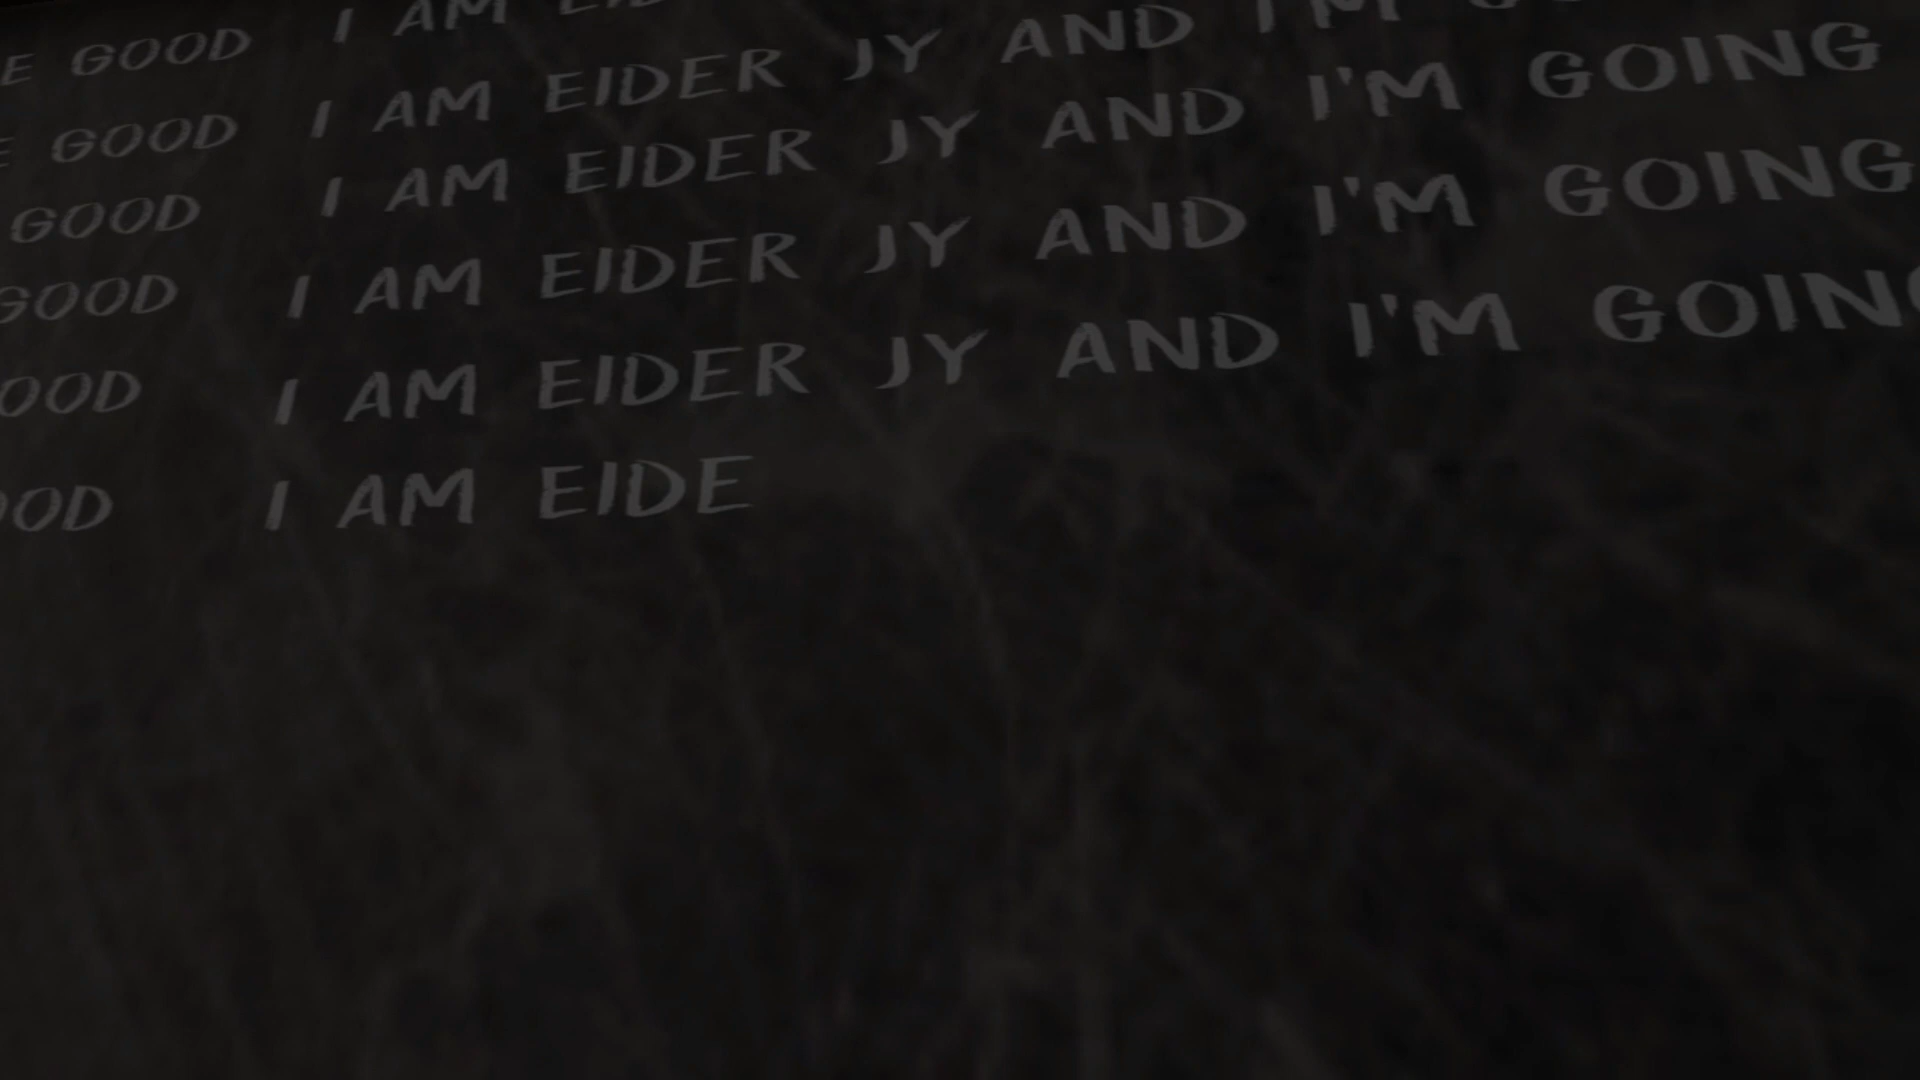 E GOOD I AM EID
E GOOD I AM EIDER JY AND I'M
GOOD I AM EIDER JY AND I'M GOING
GOOD I AM EIDER JY AND I'M GOING
OOD I AM EIDER JY AND I'M GOING
OOD I AM EIDE